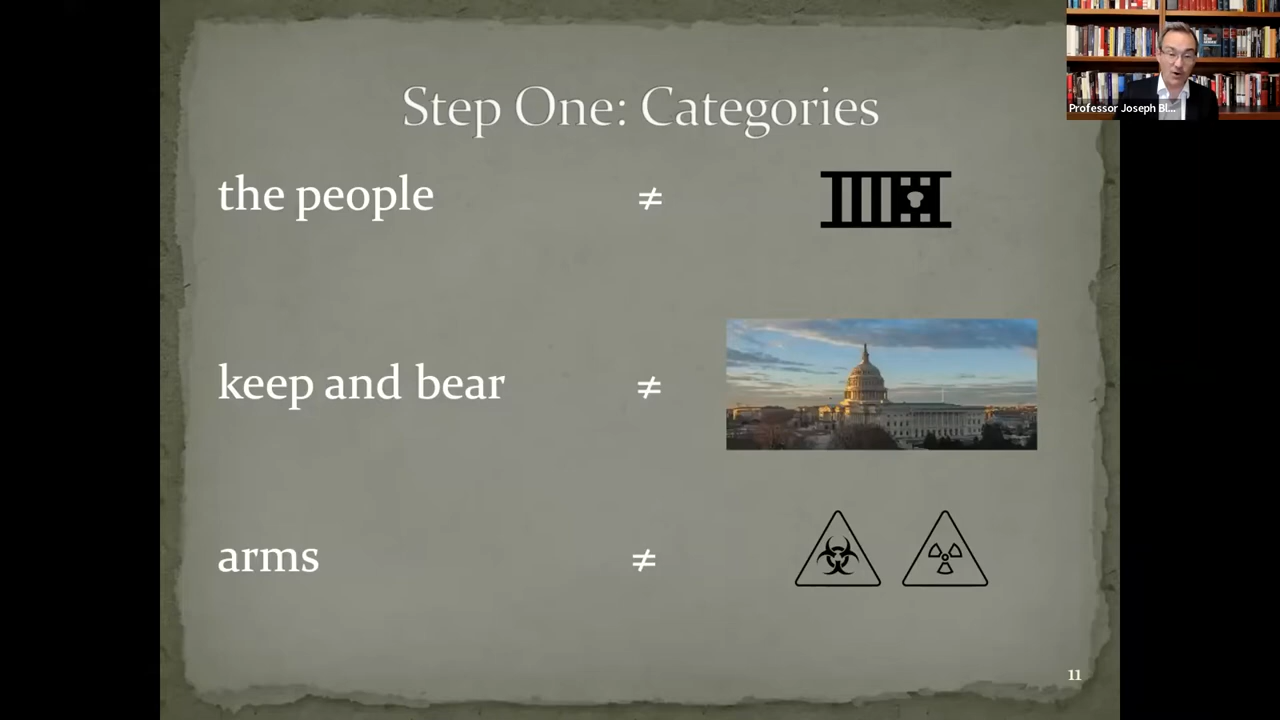 Step One: Categories
the people ≠
keep and bear ≠
arms ≠
11
Professor Joseph Bl...